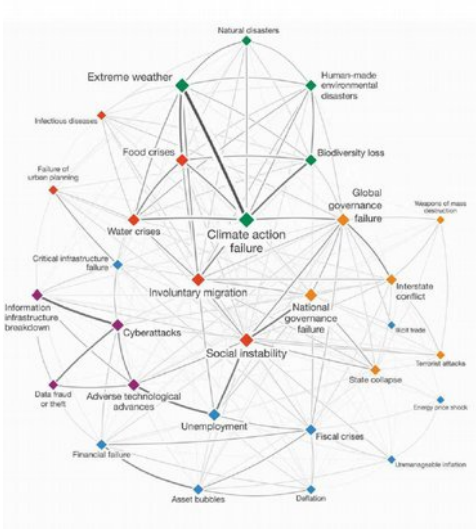 Natural disasters
Extreme weather
Human-made
environmental
disasters
Infectious diseases
Food crises
Biodiversity loss
Failure of
urban planning
Global
governance
failure
Weapons of mass
destruction
Water crises
Climate action
failure
Critical infrastructure
failure
Involuntary migration
Interstate
conflict
Information
infrastructure
breakdown
National
governance
failure
Cyberattacks
Illicit trade
Social instability
Terrorist attacks
State collapse
Data fraud
or theft
Adverse technological
advances
Energy price shock
Unemployment
Fiscal crises
Financial failure
Unmanageable inflation
Asset bubbles
Deflation